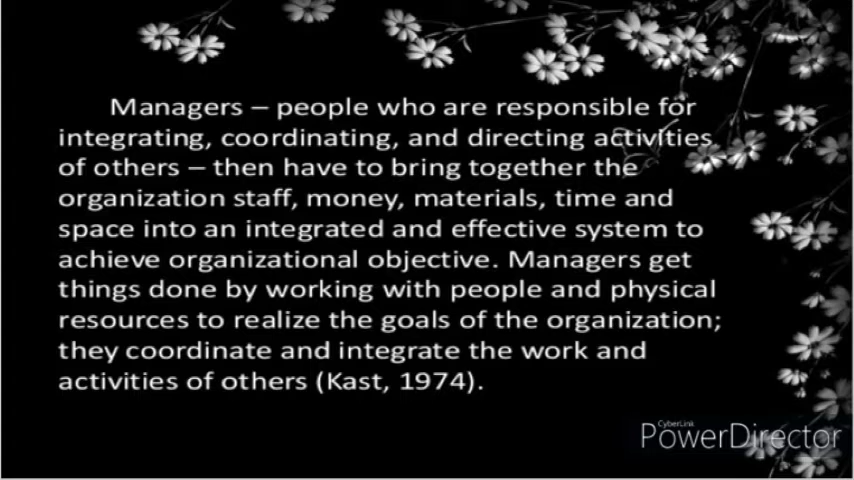 Managers – people who are responsible for
integrating, coordinating, and directing activities
of others – then have to bring together the
organization staff, money, materials, time and
space into an integrated and effective system to
achieve organizational objective. Managers get
things done by working with people and physical
resources to realize the goals of the organization;
they coordinate and integrate the work and
activities of others (Kast, 1974).
CyberLink
PowerDirector